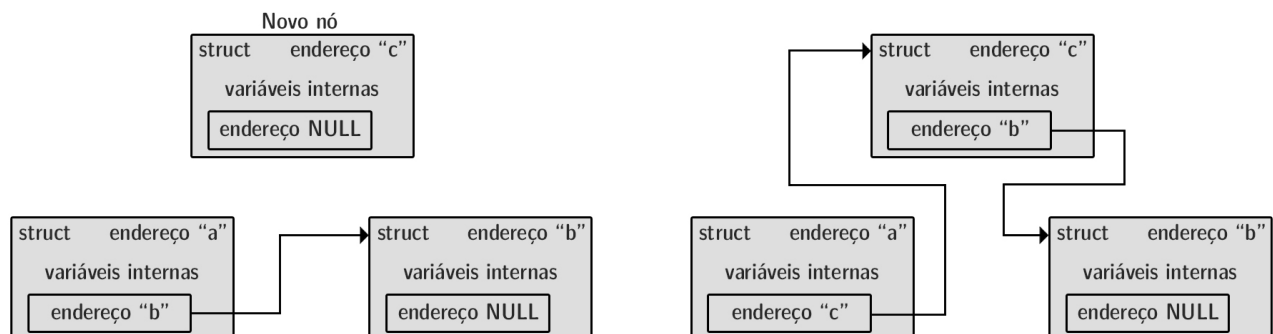 Novo nó
struct endereço “c”
variáveis internas
endereço NULL
struct endereço “a”
variáveis internas
endereço “b”
struct endereço “b”
variáveis internas
endereço NULL
struct endereço “c”
variáveis internas
endereço “b”
struct endereço “a”
variáveis internas
endereço “c”
struct endereço “b”
variáveis internas
endereço NULL